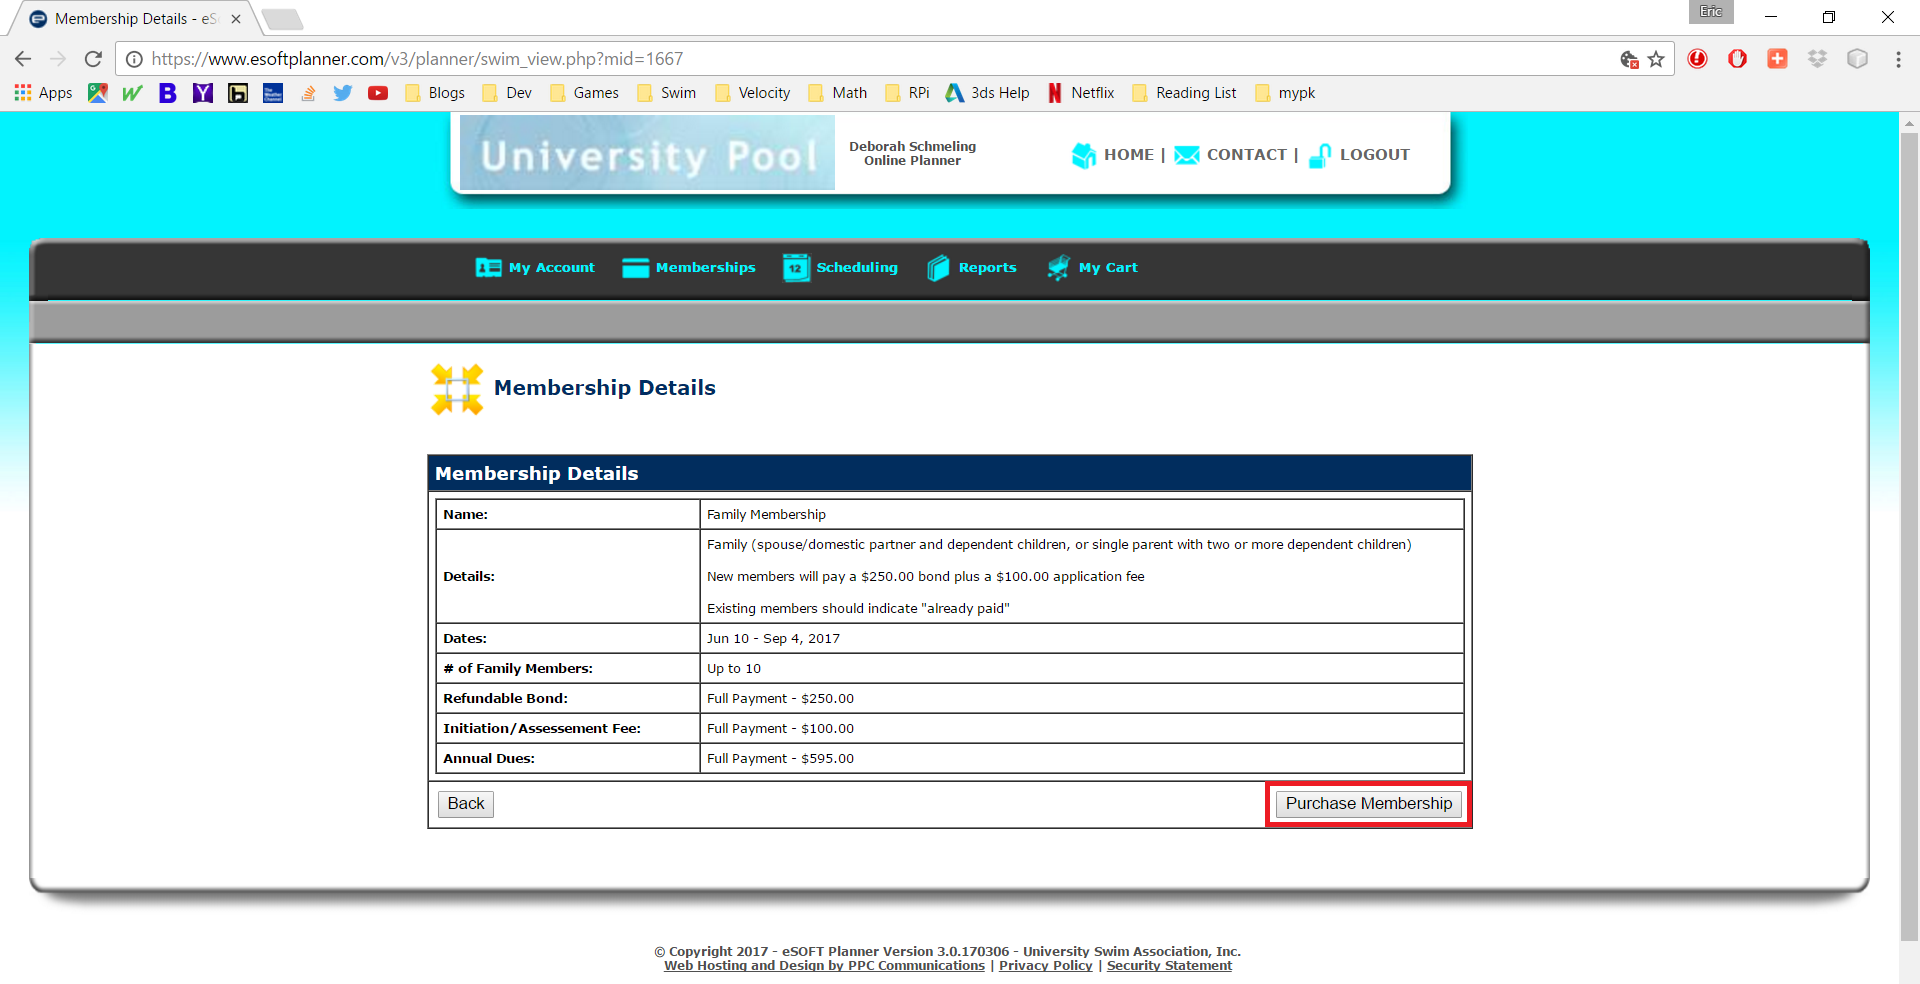 Membership Details - eS
Eric
https://www.esoftplanner.com/v3/planner/swim_view.php?mid=1667
Apps
Blogs
Dev
Games
Swim
Velocity
Math
RPi
3ds Help
Netflix
Reading List
mypk
University Pool
Deborah Schmeling
Online Planner
HOME | CONTACT | LOGOUT
My Account
Memberships
12
Scheduling
Reports
My Cart
Membership Details
Membership Details
Name: Family Membership
Details:
Family (spouse/domestic partner and dependent children, or single parent with two or more dependent children)
New members will pay a $250.00 bond plus a $100.00 application fee
Existing members should indicate "already paid"
Dates: Jun 10 - Sep 4, 2017
# of Family Members: Up to 10
Refundable Bond: Full Payment - $250.00
Initiation/Assessement Fee: Full Payment - $100.00
Annual Dues: Full Payment - $595.00
Back
Purchase Membership
© Copyright 2017 - eSOFT Planner Version 3.0.170306 - University Swim Association, Inc.
Web Hosting and Design by PPC Communications | Privacy Policy | Security Statement